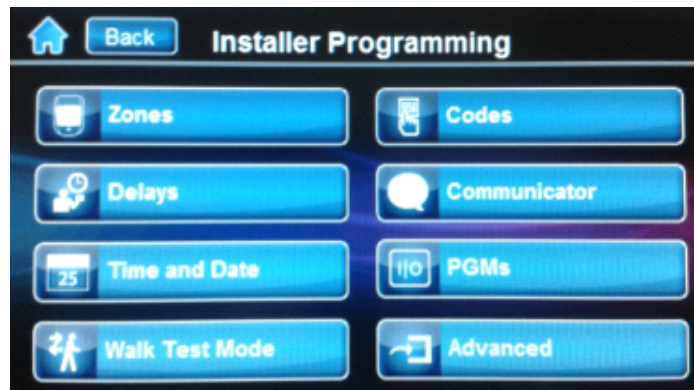 Back Installer Programming
Zones
Codes
Delays
Communicator
25 Time and Date
I|O PGMs
Walk Test Mode
Advanced